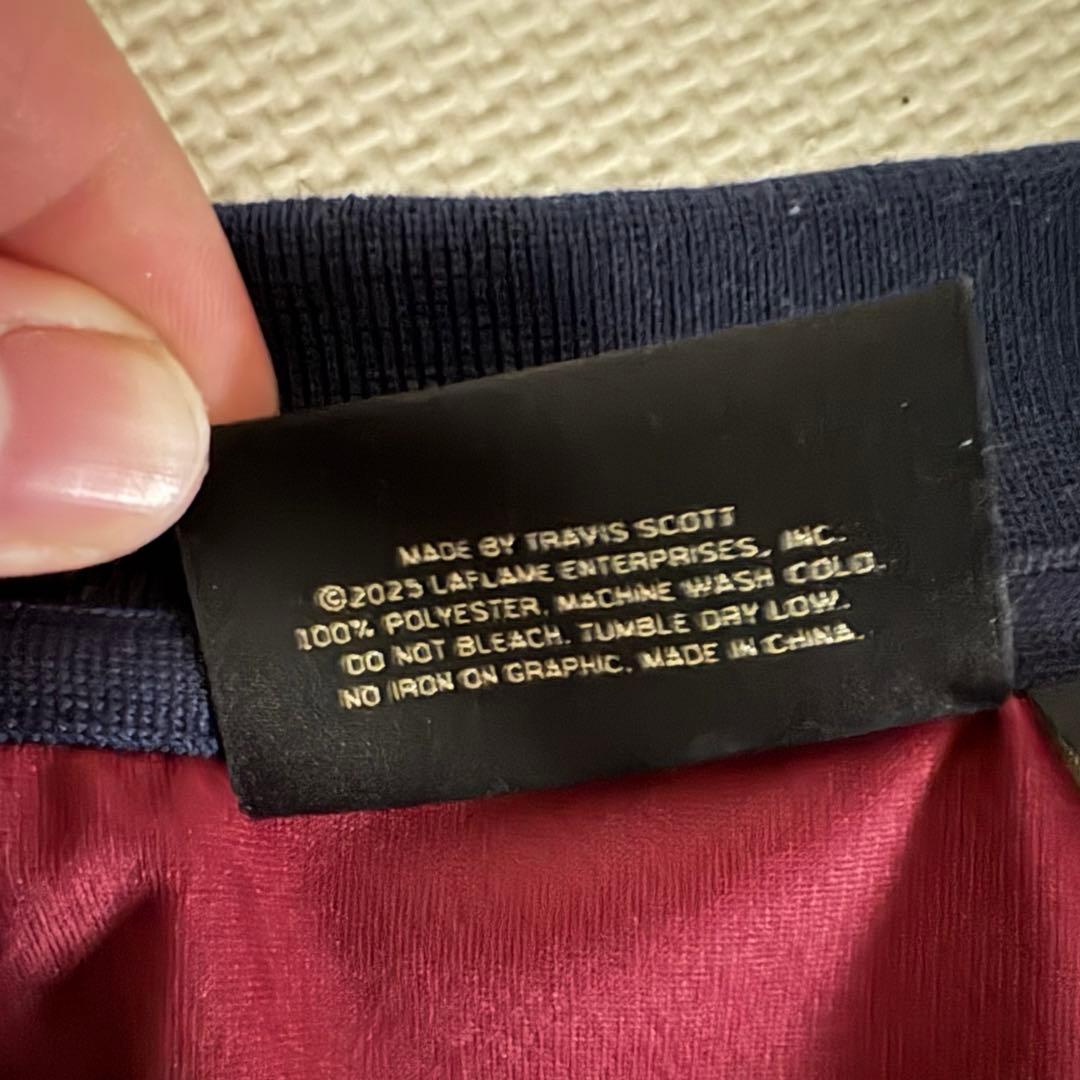 MADE BY TRAVIS SCOTT
©2025 LAFLAME ENTERPRISES, INC.
100% POLYESTER, MACHINE WASH COLD.
DO NOT BLEACH. TUMBLE DRY LOW.
NO IRON ON GRAPHIC. MADE IN CHINA.